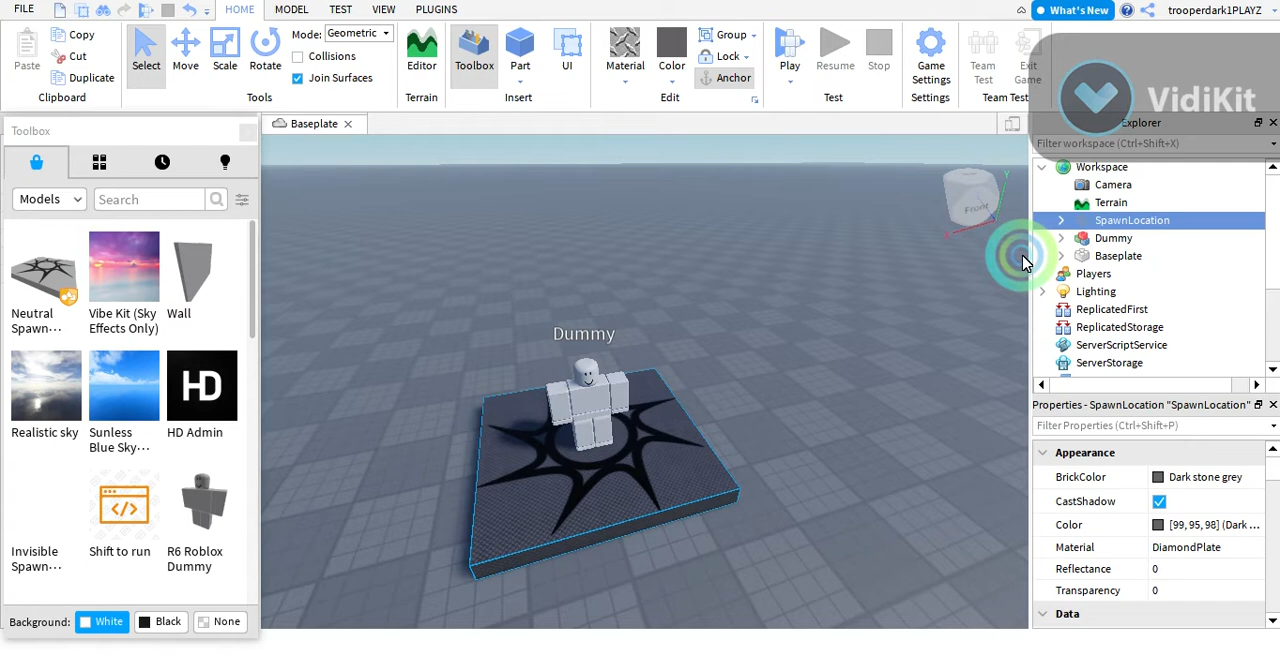 FILE HOME MODEL TEST VIEW PLUGINS What's New trooperdark1PLAYZ
Paste Copy Cut Duplicate Clipboard
Select Move Scale Rotate Mode: Geometric Collisions Join Surfaces Tools
Editor Terrain
Toolbox Part UI Insert
Material Color Group Lock Anchor Edit
Play Resume Stop Test
Game Settings Settings
Team Test Exit Game Team Test
VidiKit
Toolbox
Models Search
Neutral Spawn...
Vibe Kit (Sky Effects Only)
Wall
Realistic sky
Sunless Blue Sky...
HD
HD Admin
Invisible Spawn...
</>
Shift to run
R6 Roblox Dummy
Background: White Black None
Baseplate
Dummy
Front
Y
Explorer
Filter workspace (Ctrl+Shift+X)
Workspace
Camera
Terrain
SpawnLocation
Dummy
Baseplate
Players
Lighting
ReplicatedFirst
ReplicatedStorage
ServerScriptService
ServerStorage
Properties - SpawnLocation "SpawnLocation"
Filter Properties (Ctrl+Shift+P)
Appearance
BrickColor Dark stone grey
CastShadow
Color [99, 95, 98] (Dark ...
Material DiamondPlate
Reflectance 0
Transparency 0
Data